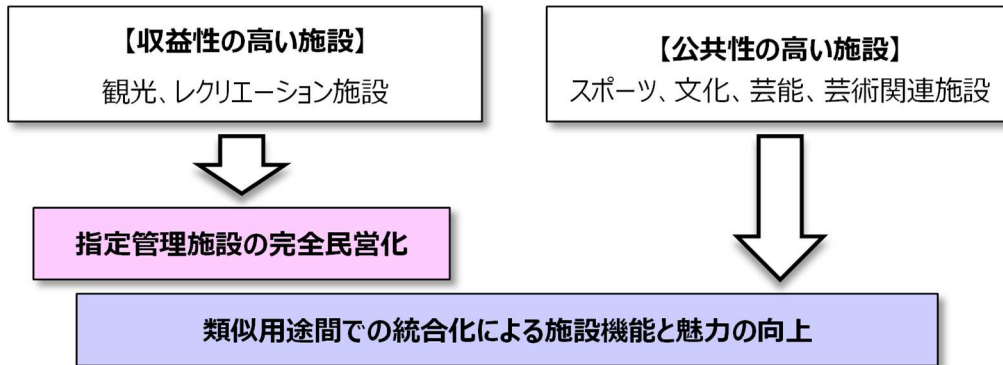 【収益性の高い施設】
観光、レクリエーション施設
【公共性の高い施設】
スポーツ、文化、芸能、芸術関連施設
指定管理施設の完全民営化
類似用途間での統合化による施設機能と魅力の向上